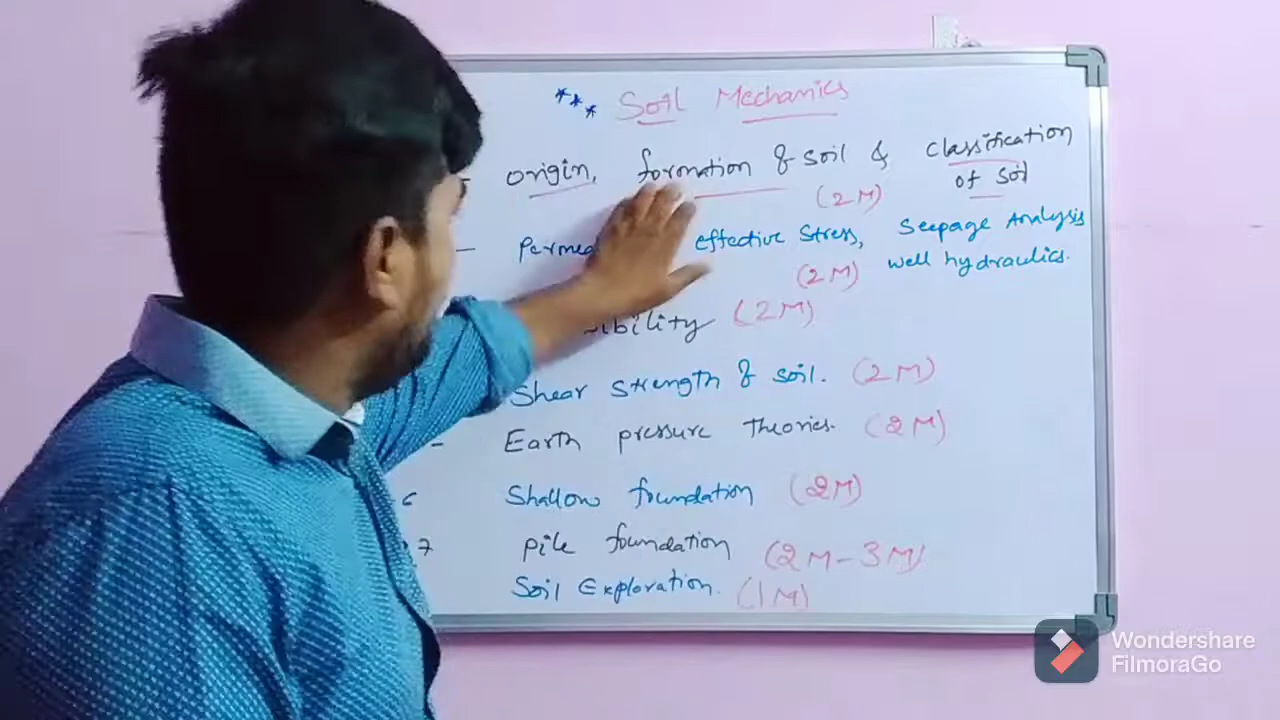 *** Soil Mechanics
- origin, formation of soil & classification
of soil
(2M)
- effective Stress, Seepage Analysis
(2M) well hydraulics.
(2M)
Shear strength of soil. (2M)
- Earth pressure theories. (2M)
6 Shallow foundation (2M)
7 Pile foundation (2M - 3M)
Soil Exploration. (1M)
Wondershare
FilmoraGo